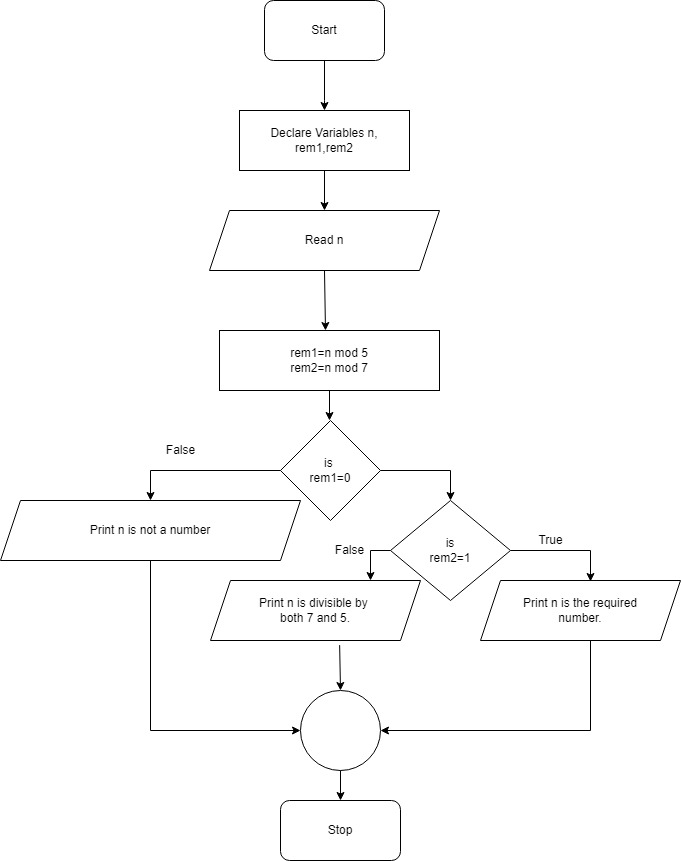 Start
Declare Variables n,
rem1,rem2
Read n
rem1=n mod 5
rem2=n mod 7
False
is
rem1=0
Print n is not a number
False
is
rem2=1
True
Print n is divisible by
both 7 and 5.
Print n is the required
number.
Stop